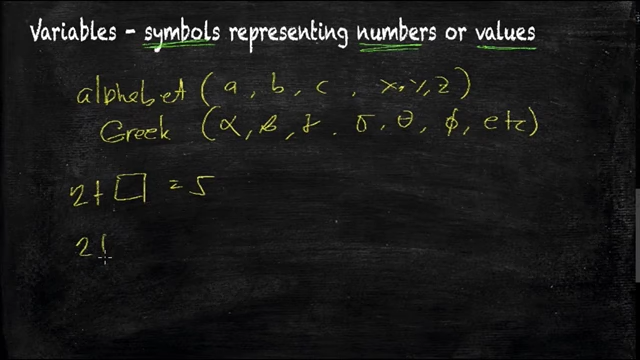 Variables - symbols representing numbers or values
alphabet (a, b, c, x, y, z)
Greek (α, β, γ, σ, θ, ϕ, etc)
2+□ = 5
2